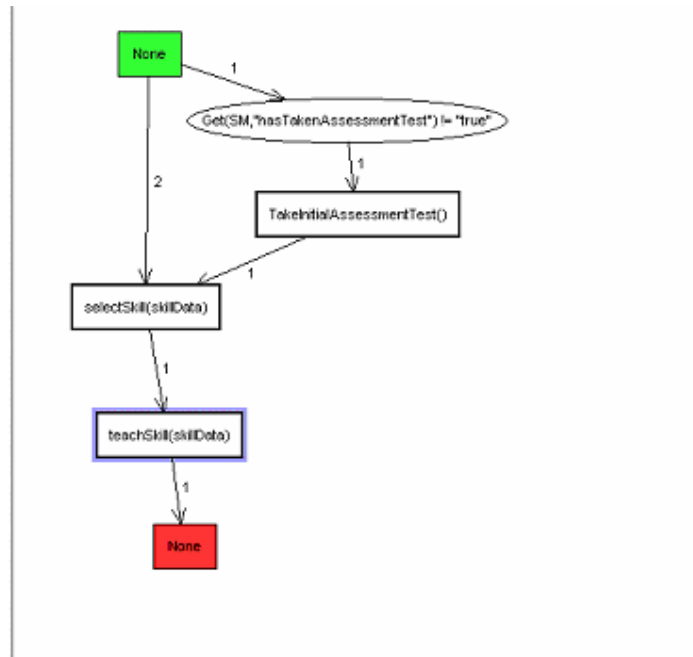 None
1
Get(SM,"hasTakenAssessmentTest") != "true"
1
2
TakeInitialAssessmentTest()
1
selectSkill(skillData)
1
teachSkill(skillData)
1
None